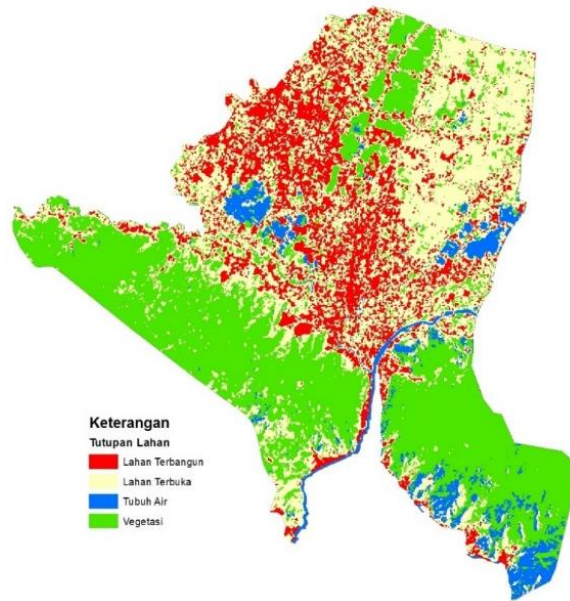 Keterangan
Tutupan Lahan
Lahan Terbangun
Lahan Terbuka
Tubuh Air
Vegetasi